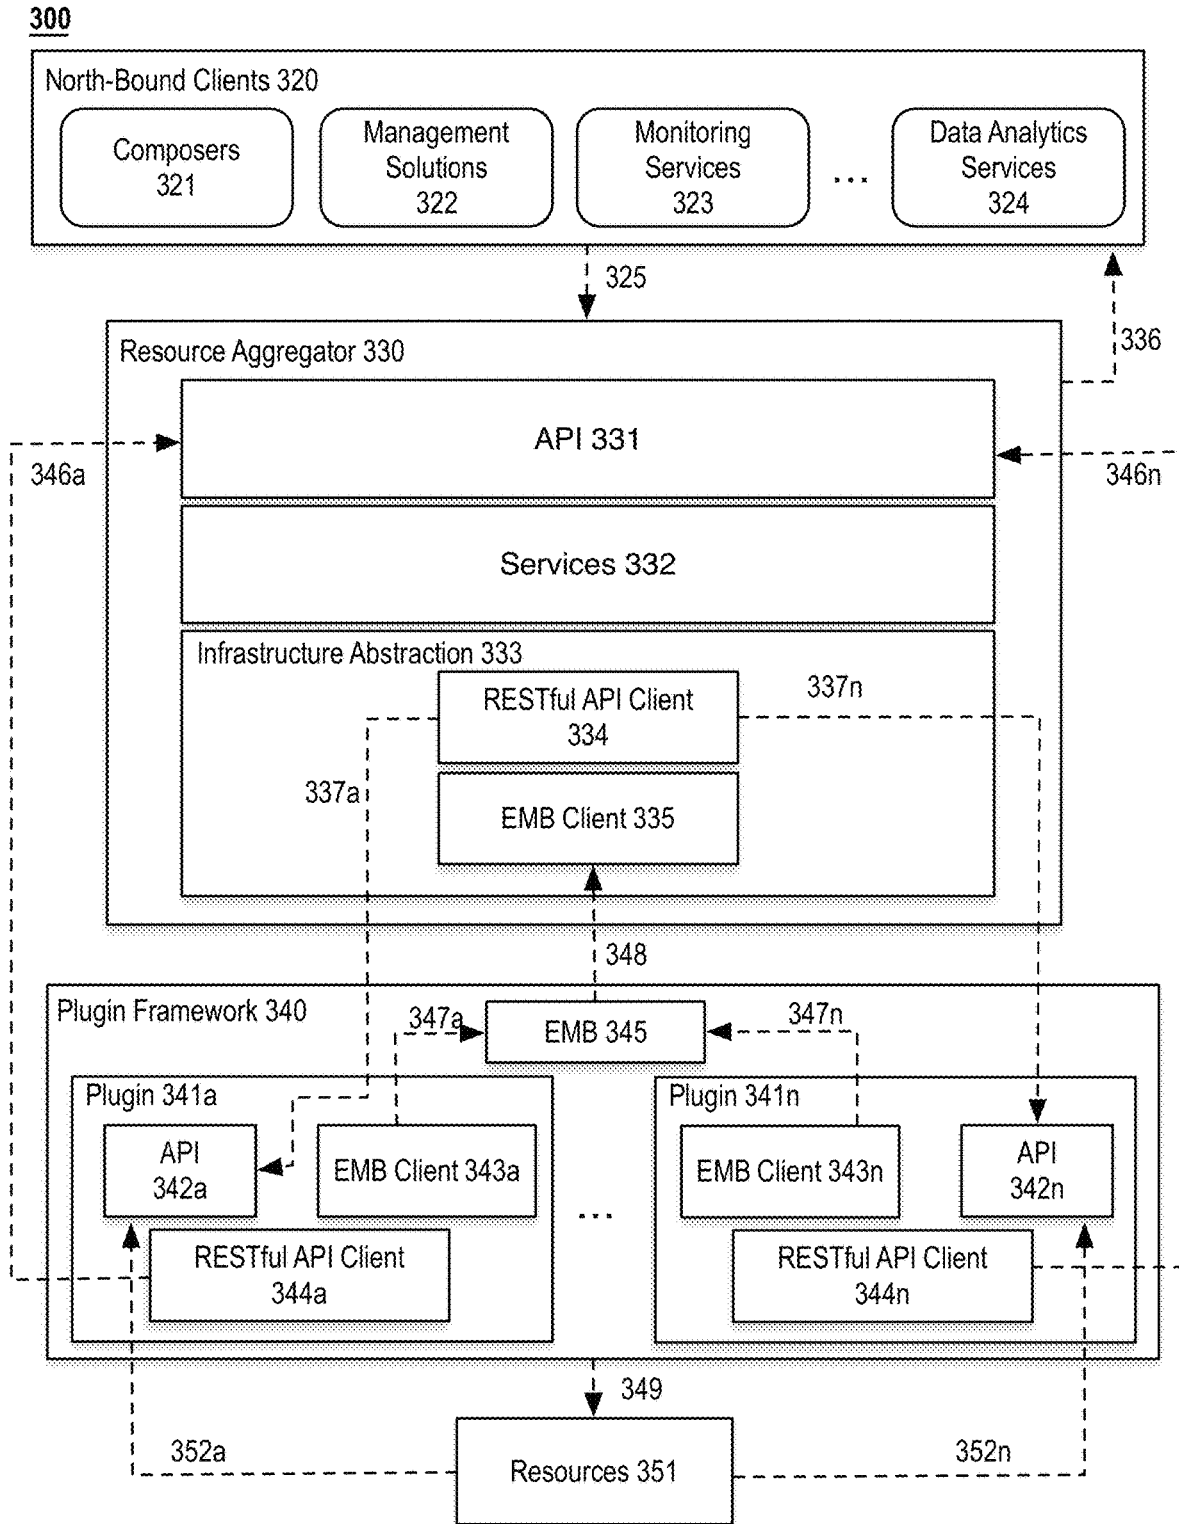 300
North-Bound Clients 320
Composers
321
Management
Solutions
322
Monitoring
Services
323
...
Data Analytics
Services
324
325
336
Resource Aggregator 330
API 331
346a
346n
Services 332
Infrastructure Abstraction 333
RESTful API Client
334
337n
337a
EMB Client 335
348
Plugin Framework 340
347a
EMB 345
347n
Plugin 341a
API
342a
EMB Client 343a
RESTful API Client
344a
...
Plugin 341n
EMB Client 343n
API
342n
RESTful API Client
344n
349
352a
Resources 351
352n